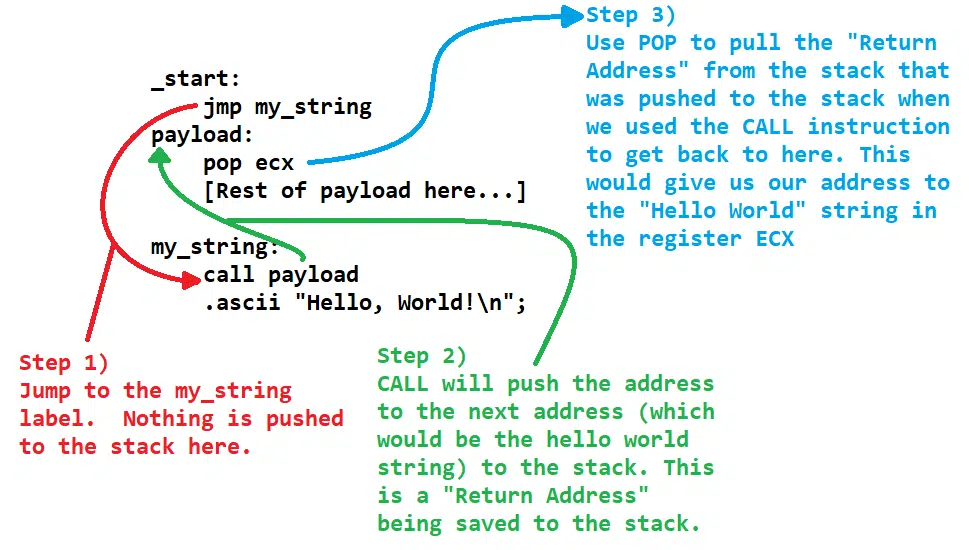 _start:
jmp my_string
payload:
pop ecx
[Rest of payload here...]
my_string:
call payload
.ascii "Hello, World!\n";
Step 1)
Jump to the my_string
label.  Nothing is pushed
to the stack here.
Step 2)
CALL will push the address
to the next address (which
would be the hello world
string) to the stack. This
is a "Return Address"
being saved to the stack.
Step 3)
Use POP to pull the "Return
Address" from the stack that
was pushed to the stack when
we used the CALL instruction
to get back to here. This
would give us our address to
the "Hello World" string in
the register ECX